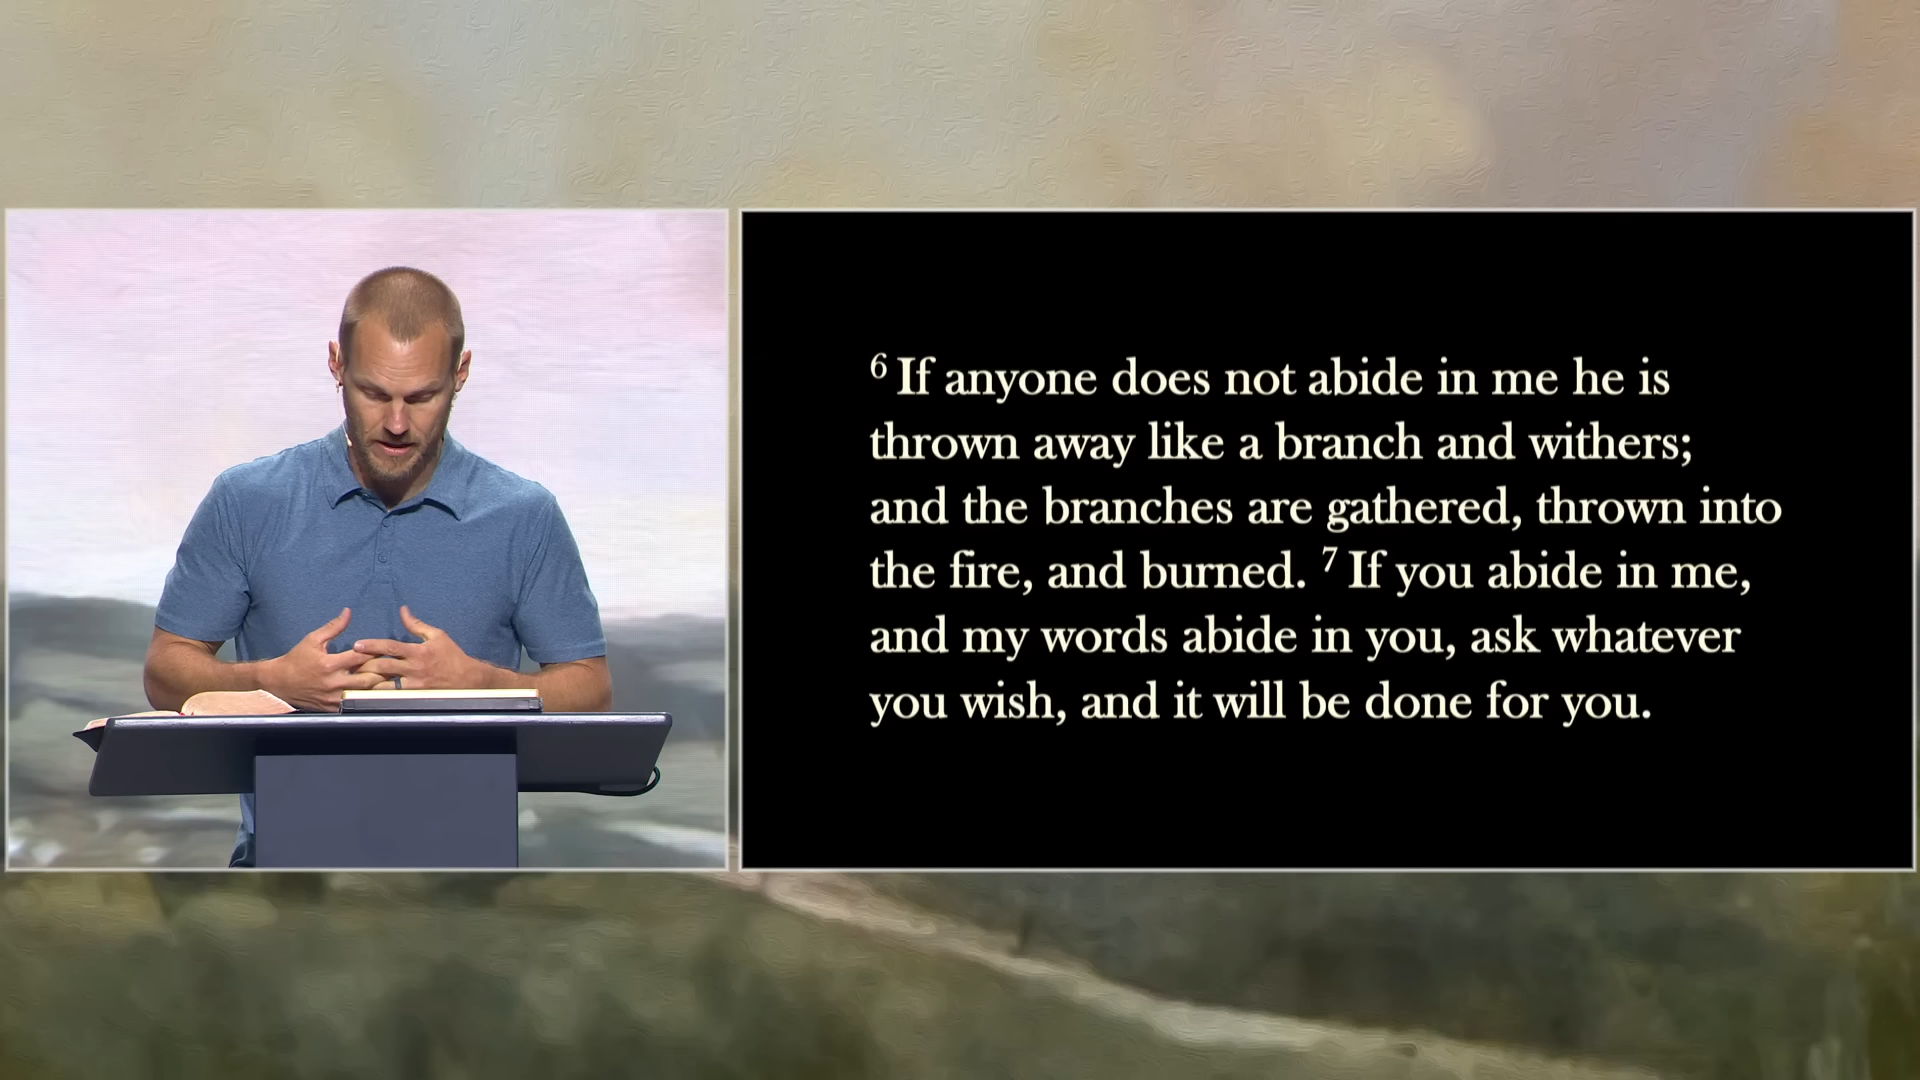 6 If anyone does not abide in me he is
thrown away like a branch and withers;
and the branches are gathered, thrown into
the fire, and burned. 7 If you abide in me,
and my words abide in you, ask whatever
you wish, and it will be done for you.